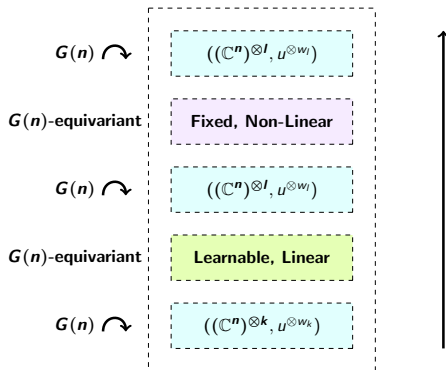 G(n) ((ℂⁿ)^{⊗l}, u^{⊗w_l})
G(n)-equivariant Fixed, Non-Linear
G(n) ((ℂⁿ)^{⊗l}, u^{⊗w_l})
G(n)-equivariant Learnable, Linear
G(n) ((ℂⁿ)^{⊗k}, u^{⊗w_k})